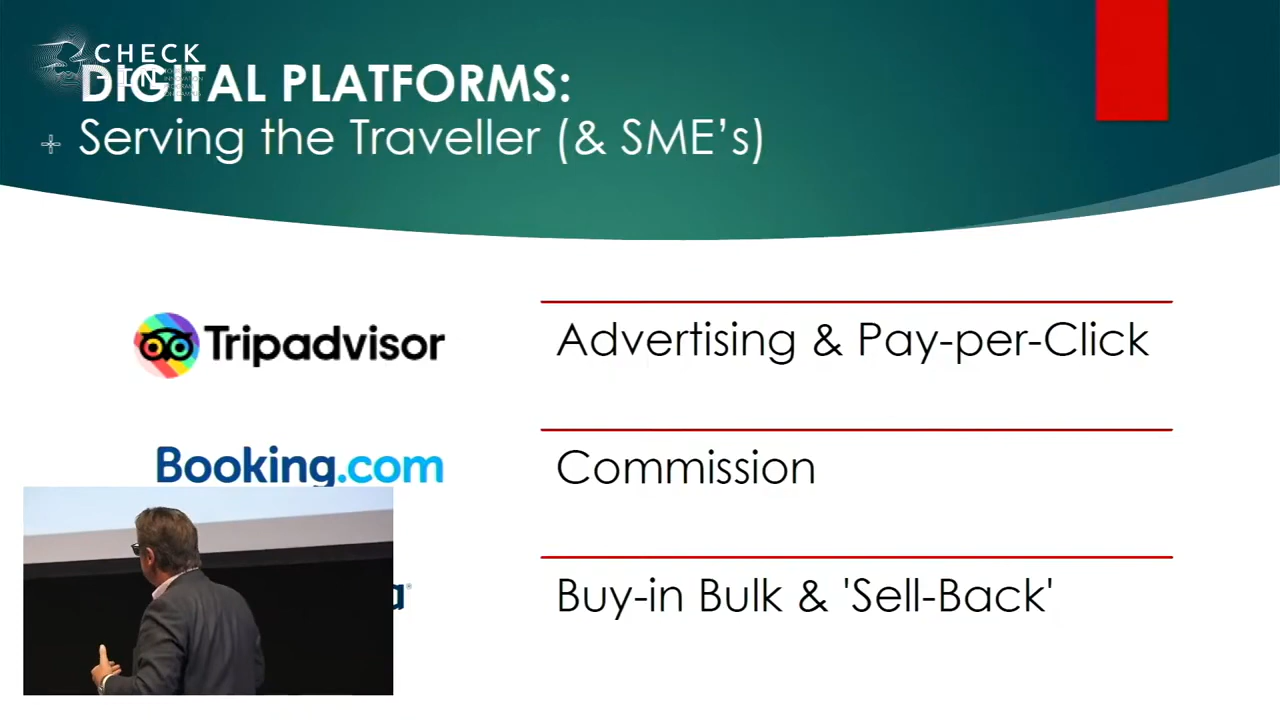 CHECK
IN
DIGITAL PLATFORMS:
Serving the Traveller (& SME’s)
Tripadvisor
Advertising & Pay-per-Click
Booking.com
Commission
Buy-in Bulk & 'Sell-Back'